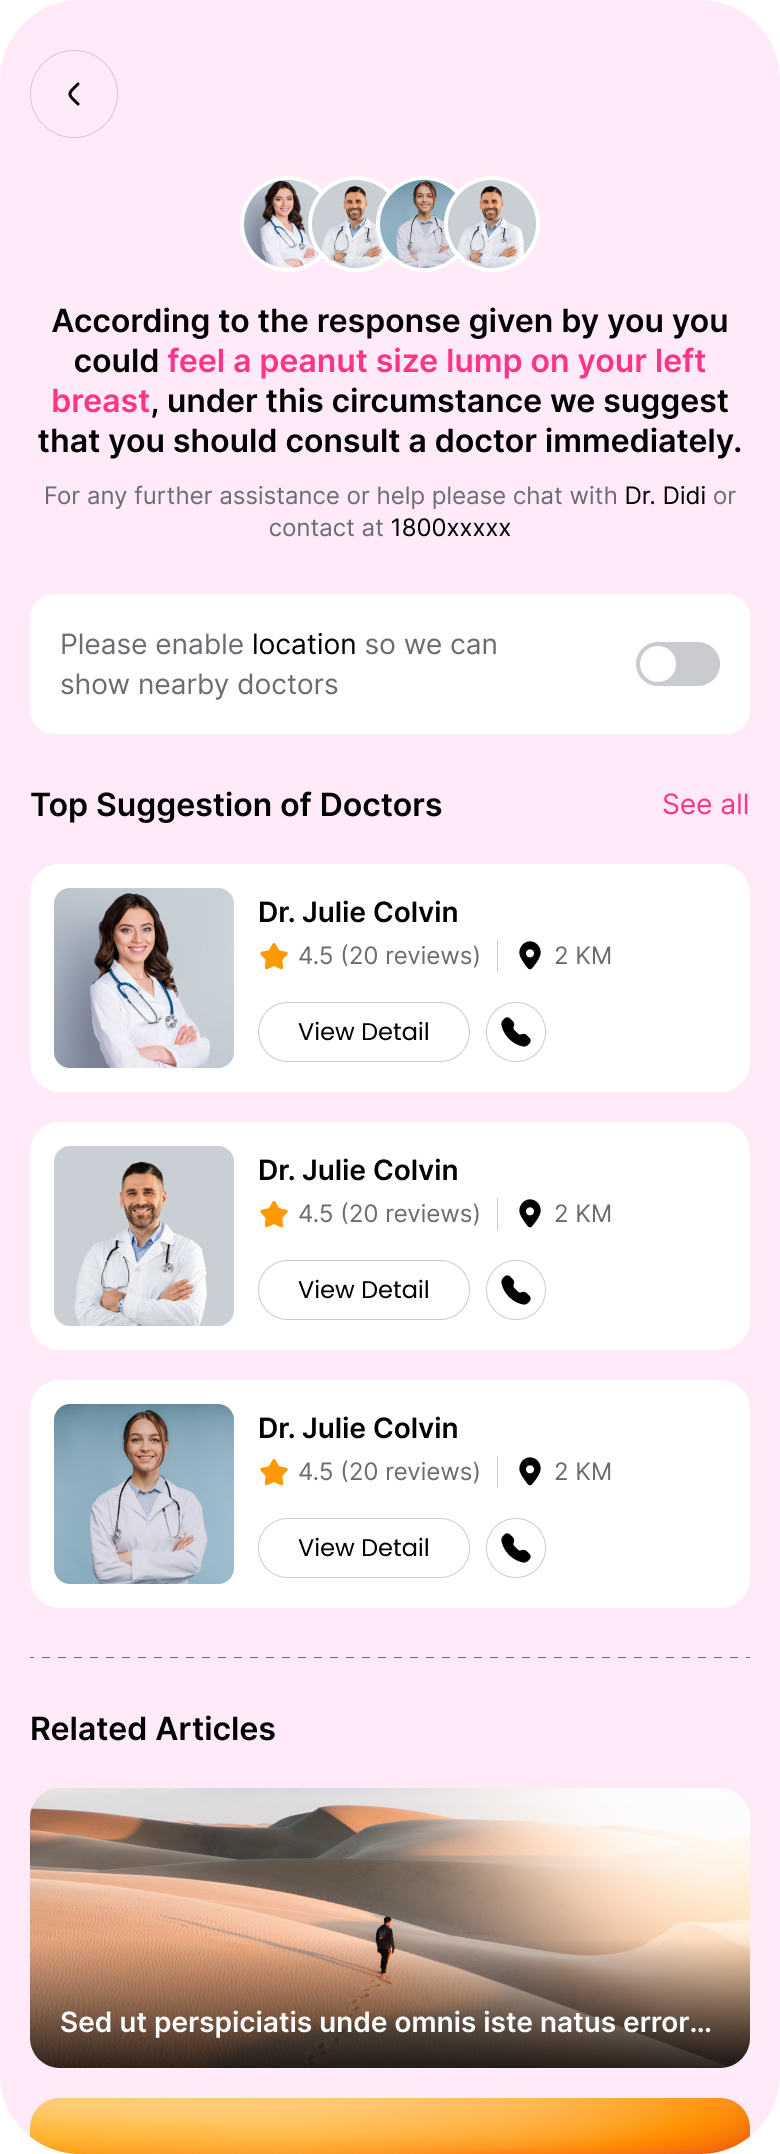 According to the response given by you you
could feel a peanut size lump on your left
breast, under this circumstance we suggest
that you should consult a doctor immediately.
For any further assistance or help please chat with Dr. Didi or
contact at 1800xxxxx
Please enable location so we can
show nearby doctors
Top Suggestion of Doctors
See all
Dr. Julie Colvin
4.5 (20 reviews)
2 KM
View Detail
Dr. Julie Colvin
4.5 (20 reviews)
2 KM
View Detail
Dr. Julie Colvin
4.5 (20 reviews)
2 KM
View Detail
Related Articles
Sed ut perspiciatis unde omnis iste natus error...